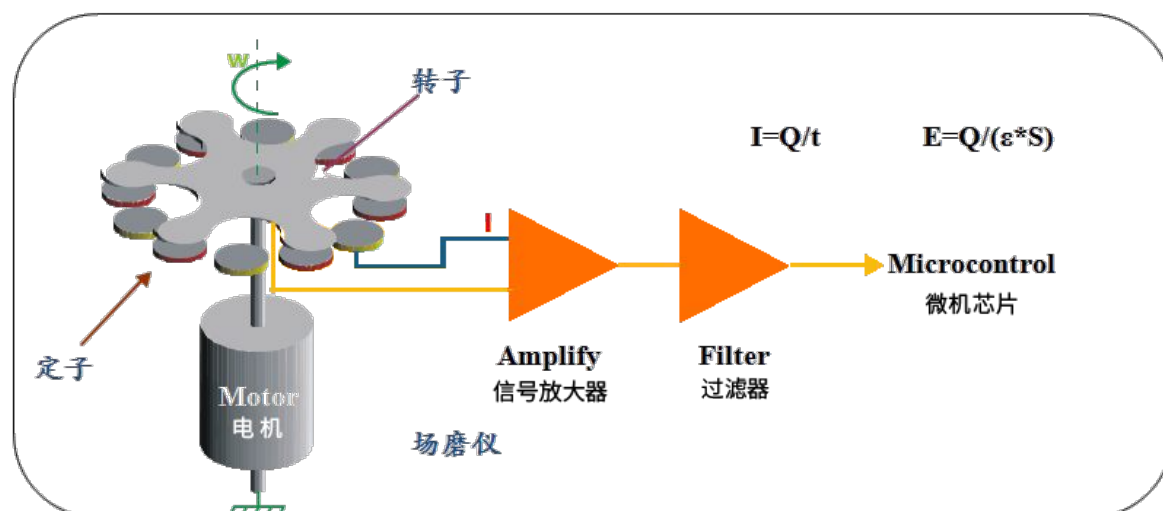 w
转子
I=Q/t
E=Q/(ε*S)
I
Microcontrol
微机芯片
定子
Motor
电机
Amplify
信号放大器
Filter
过滤器
场磨仪